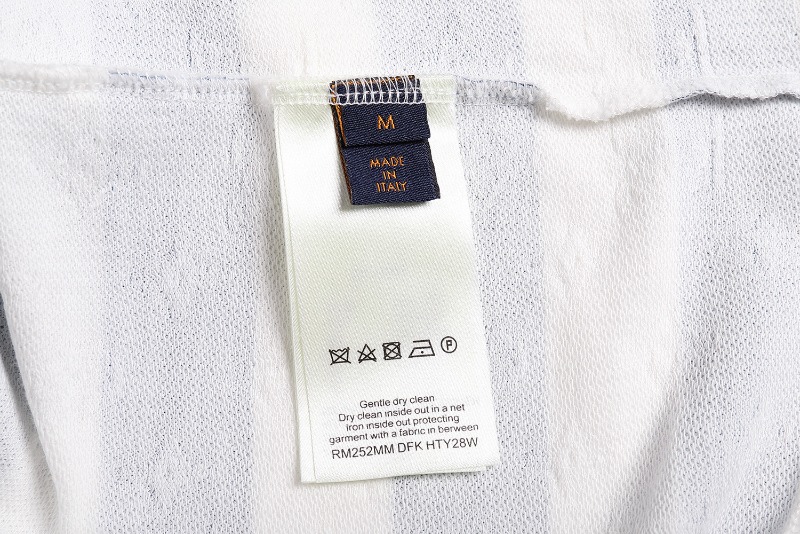 M
MADE
IN
ITALY
P
Gentle dry clean
Dry clean inside out in a net
iron inside out protecting
garment with a fabric in berween
RM252MM DFK HTY28W